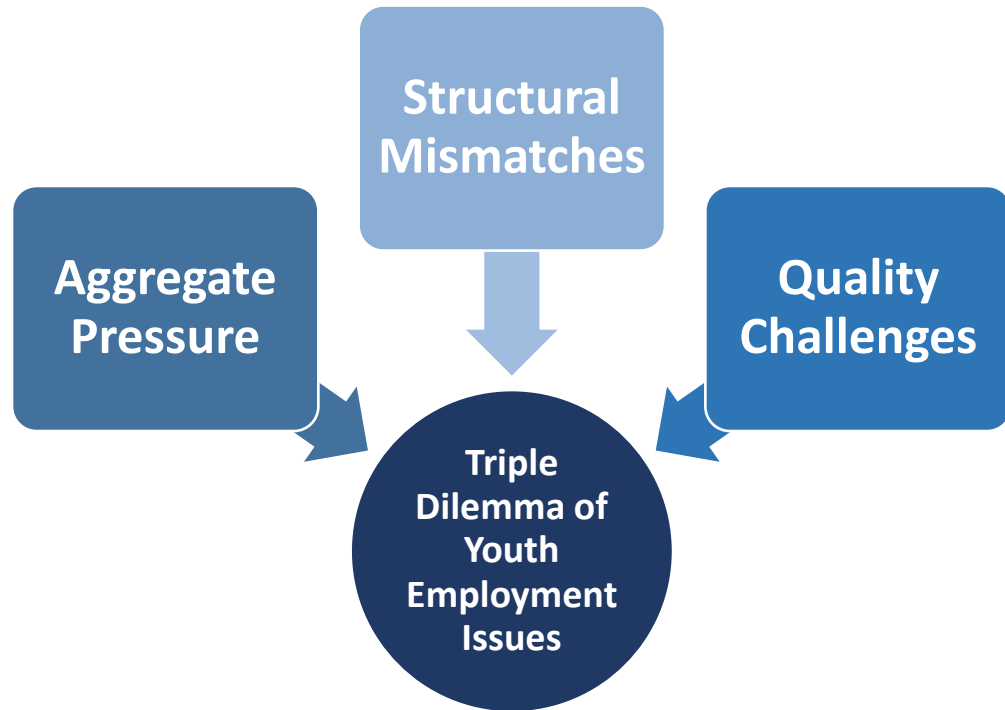 Structural
Mismatches
Aggregate
Pressure
Quality
Challenges
Triple
Dilemma of
Youth
Employment
Issues